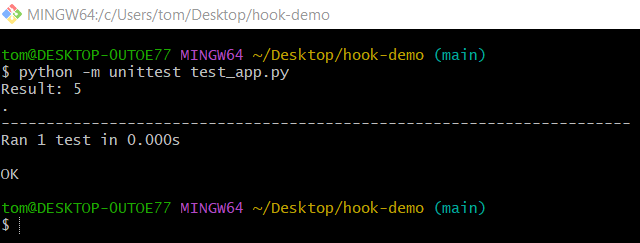 MINGW64:/c/Users/tom/Desktop/hook-demo
tom@DESKTOP-OUTOE77 MINGW64 ~/Desktop/hook-demo (main)
$ python -m unittest test_app.py
Result: 5
.
----------------------------------------------------------------------
Ran 1 test in 0.000s
OK
tom@DESKTOP-OUTOE77 MINGW64 ~/Desktop/hook-demo (main)
$